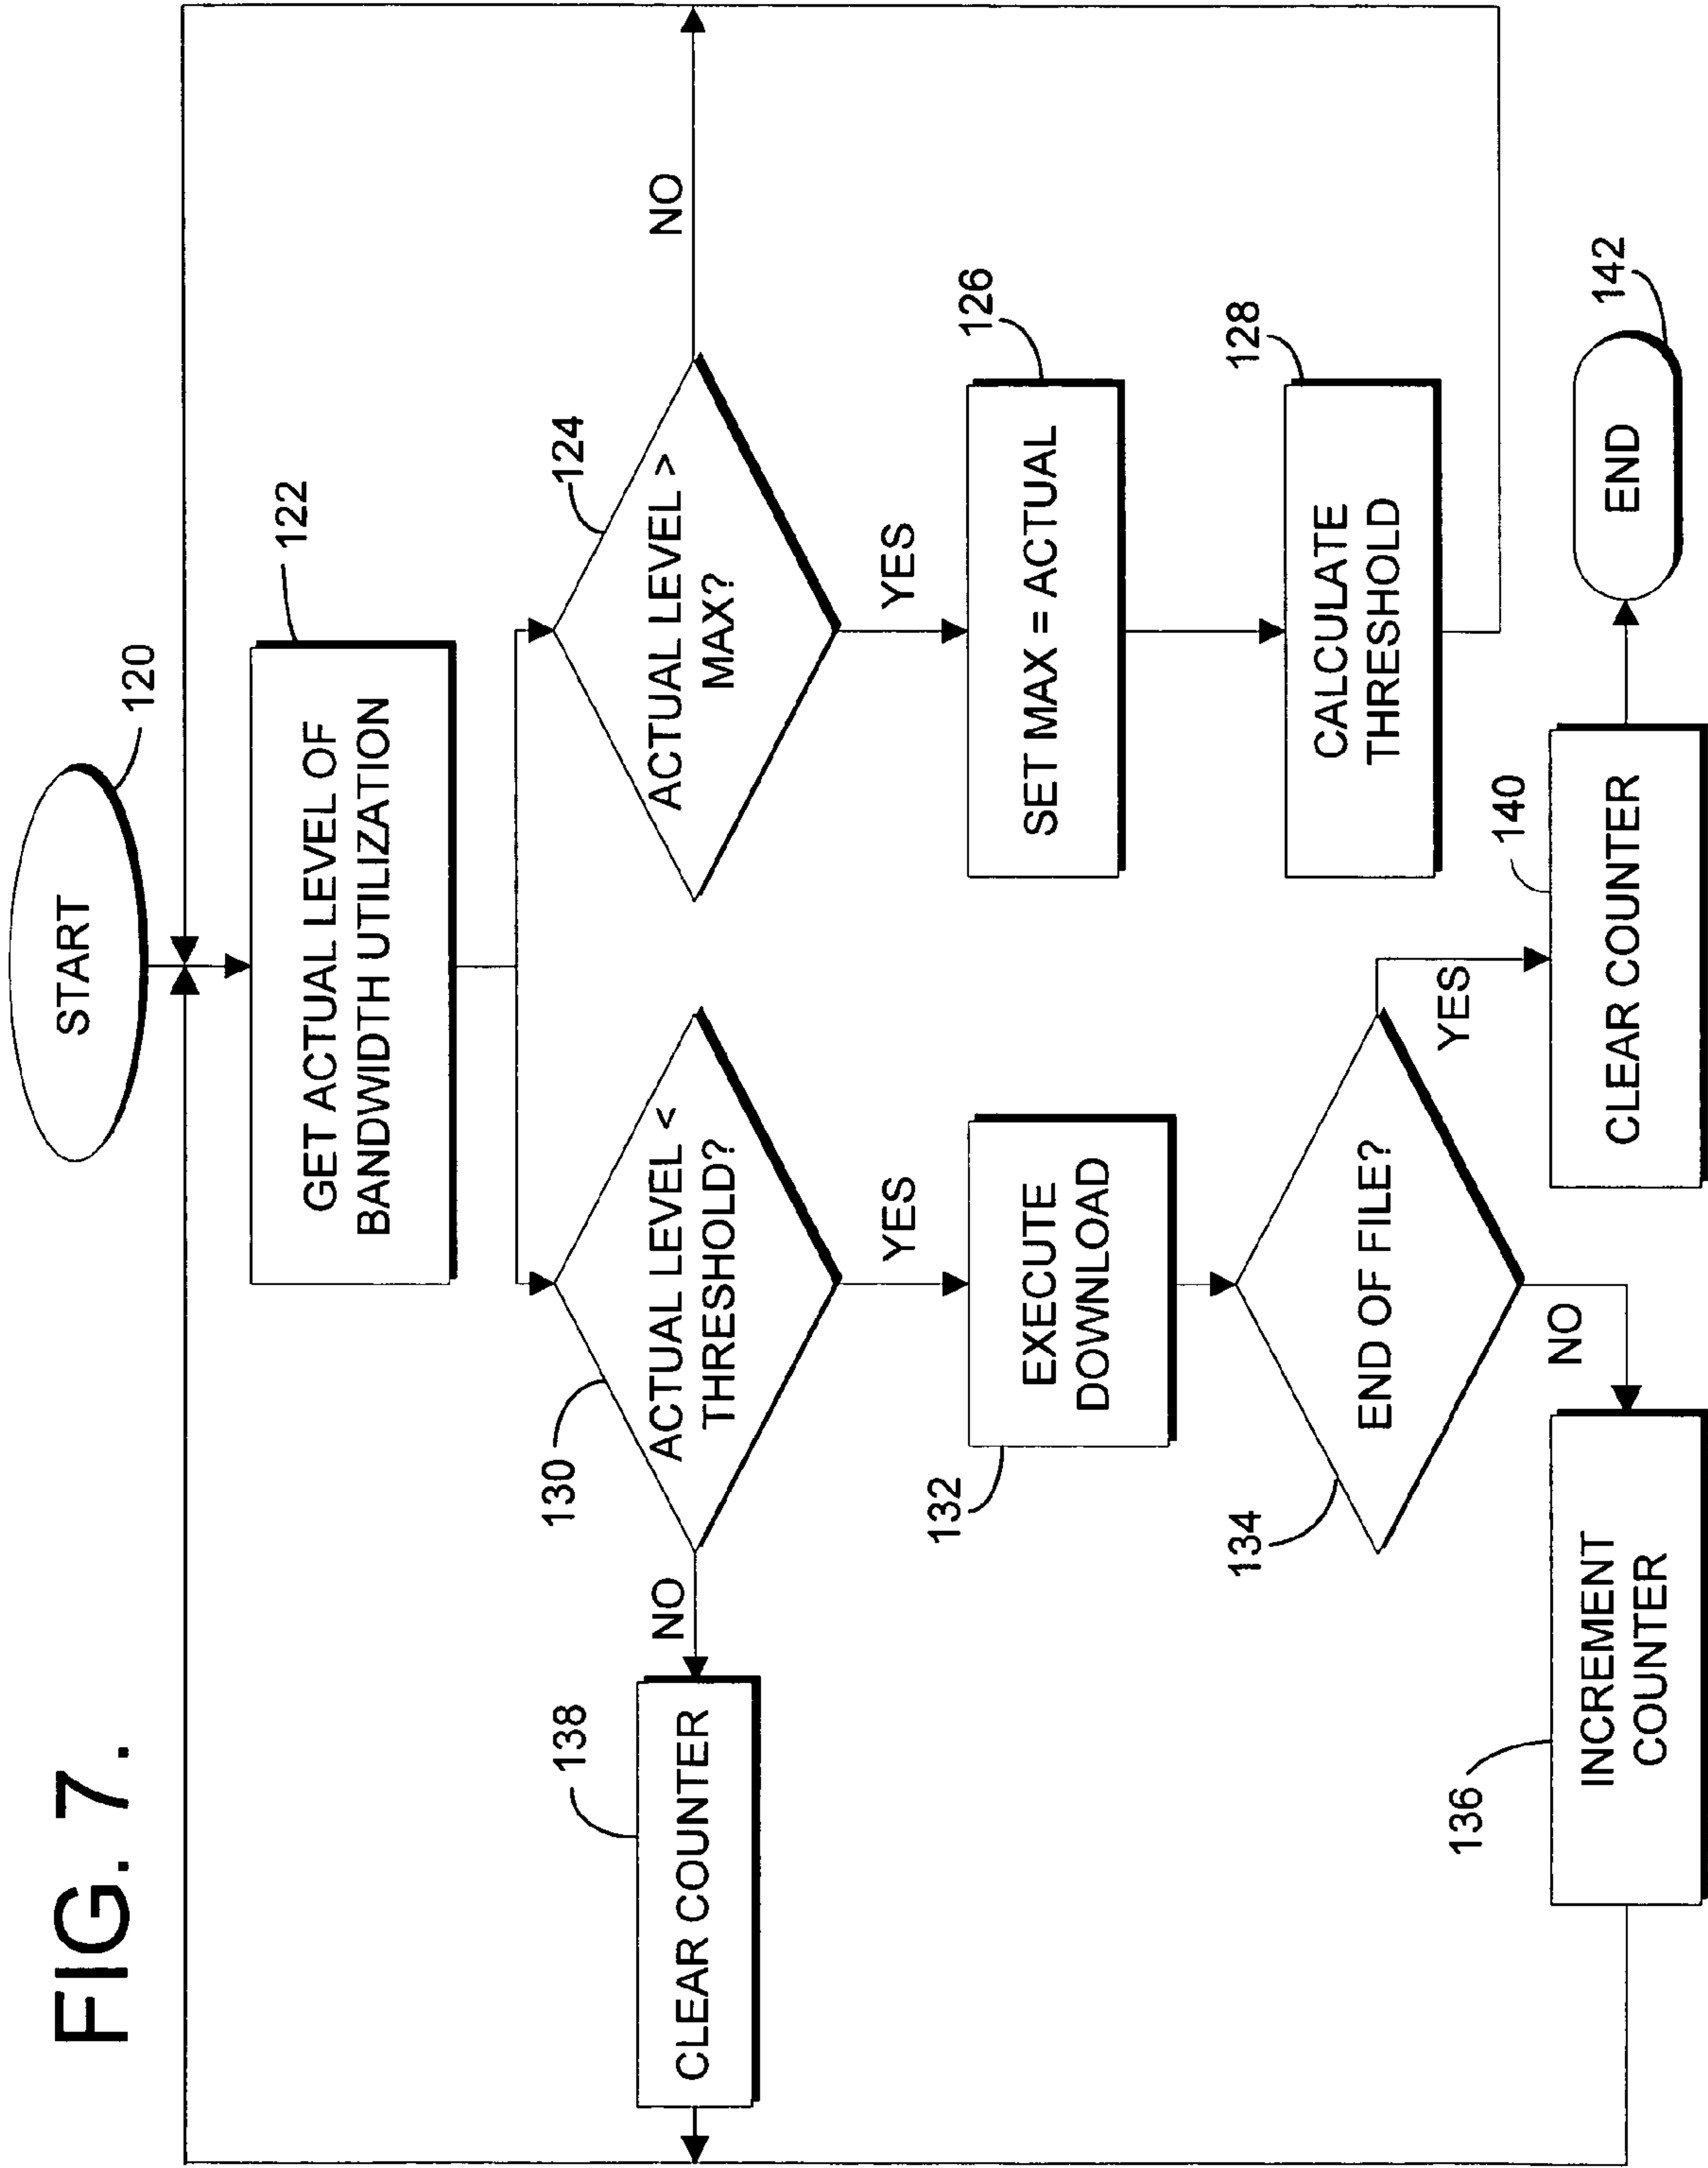 FIG. 7.
START
120
GET ACTUAL LEVEL OF
BANDWIDTH UTILIZATION
122
ACTUAL LEVEL <
THRESHOLD?
130
NO
CLEAR COUNTER
138
YES
EXECUTE
DOWNLOAD
132
END OF FILE?
134
NO
INCREMENT
COUNTER
136
YES
CLEAR COUNTER
140
END
142
ACTUAL LEVEL >
MAX?
124
NO
YES
SET MAX = ACTUAL
126
CALCULATE
THRESHOLD
128